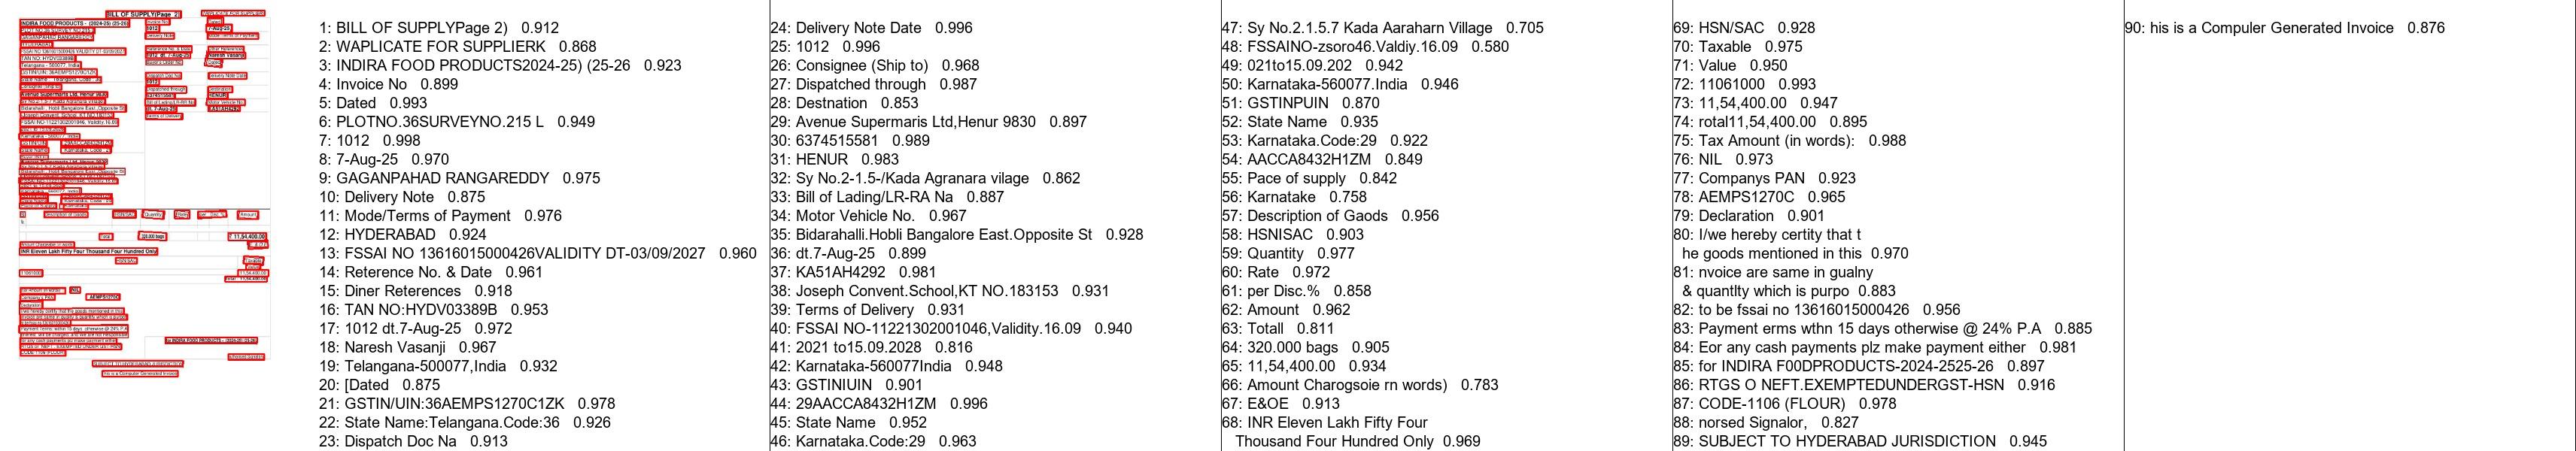 1: BILL OF SUPPLYPage 2) 0.912
2: WAPLICATE FOR SUPPLIERK 0.868
3: INDIRA FOOD PRODUCTS2024-25) (25-26 0.923
4: Invoice No 0.899
5: Dated 0.993
6: PLOTNO.36SURVEYNO.215 L 0.949
7: 1012 0.998
8: 7-Aug-25 0.970
9: GAGANPAHAD RANGAREDDY 0.975
10: Delivery Note 0.875
11: Mode/Terms of Payment 0.976
12: HYDERABAD 0.924
13: FSSAI NO 13616015000426VALIDITY DT-03/09/2027 0.960
14: Reterence No. & Date 0.961
15: Diner References 0.918
16: TAN NO:HYDV03389B 0.953
17: 1012 dt.7-Aug-25 0.972
18: Naresh Vasanji 0.967
19: Telangana-500077,India 0.932
20: [Dated 0.875
21: GSTIN/UIN:36AEMPS1270C1ZK 0.978
22: State Name:Telangana.Code:36 0.926
23: Dispatch Doc Na 0.913
24: Delivery Note Date 0.996
25: 1012 0.996
26: Consignee (Ship to) 0.968
27: Dispatched through 0.987
28: Destnation 0.853
29: Avenue Supermaris Ltd,Henur 9830 0.897
30: 6374515581 0.989
31: HENUR 0.983
32: Sy No.2-1.5-/Kada Agranara vilage 0.862
33: Bill of Lading/LR-RA Na 0.887
34: Motor Vehicle No. 0.967
35: Bidarahalli.Hobli Bangalore East.Opposite St 0.928
36: dt.7-Aug-25 0.899
37: KA51AH4292 0.981
38: Joseph Convent.School,KT NO.183153 0.931
39: Terms of Delivery 0.931
40: FSSAI NO-11221302001046,Validity.16.09 0.940
41: 2021 to15.09.2028 0.816
42: Karnataka-560077India 0.948
43: GSTINIUIN 0.901
44: 29AACCA8432H1ZM 0.996
45: State Name 0.952
46: Karnataka.Code:29 0.963
47: Sy No.2.1.5.7 Kada Aaraharn Village 0.705
48: FSSAINO-zsoro46.Valdiy.16.09 0.580
49: 021to15.09.202 0.942
50: Karnataka-560077.India 0.946
51: GSTINPUIN 0.870
52: State Name 0.935
53: Karnataka.Code:29 0.922
54: AACCA8432H1ZM 0.849
55: Pace of supply 0.842
56: Karnatake 0.758
57: Description of Gaods 0.956
58: HSNISAC 0.903
59: Quantity 0.977
60: Rate 0.972
61: per Disc.% 0.858
62: Amount 0.962
63: Totall 0.811
64: 320.000 bags 0.905
65: 11,54,400.00 0.934
66: Amount Charogsoie rn words) 0.783
67: E&OE 0.913
68: INR Eleven Lakh Fifty Four
Thousand Four Hundred Only 0.969
69: HSN/SAC 0.928
70: Taxable 0.975
71: Value 0.950
72: 11061000 0.993
73: 11,54,400.00 0.947
74: rotal11,54,400.00 0.895
75: Tax Amount (in words): 0.988
76: NIL 0.973
77: Companys PAN 0.923
78: AEMPS1270C 0.965
79: Declaration 0.901
80: I/we hereby certity that t
he goods mentioned in this 0.970
81: nvoice are same in gualny
& quantlty which is purpo 0.883
82: to be fssai no 13616015000426 0.956
83: Payment erms wthn 15 days otherwise @ 24% P.A 0.885
84: Eor any cash payments plz make payment either 0.981
85: for INDIRA F00DPRODUCTS-2024-2525-26 0.897
86: RTGS O NEFT.EXEMPTEDUNDERGST-HSN 0.916
87: CODE-1106 (FLOUR) 0.978
88: norsed Signalor, 0.827
89: SUBJECT TO HYDERABAD JURISDICTION 0.945
90: his is a Compuler Generated Invoice 0.876